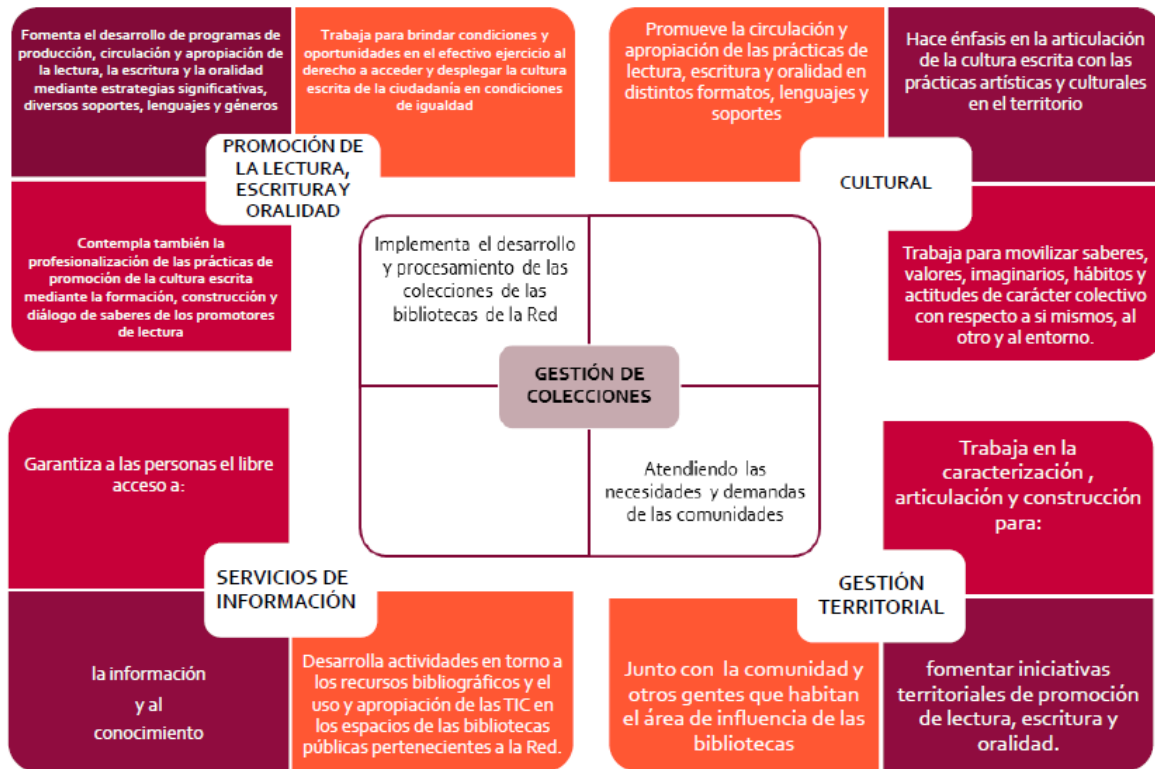 Fomenta el desarrollo de programas de
producción, circulación y apropiación de
la lectura, la escritura y la oralidad
mediante estrategias significativas,
diversos soportes, lenguajes y géneros
Trabaja para brindar condiciones y
oportunidades en el efectivo ejercicio al
derecho a acceder y desplegar la cultura
escrita de la ciudadanía en condiciones
de igualdad
PROMOCIÓN DE
LA LECTURA,
ESCRITURA Y
ORALIDAD
Contempla también la
profesionalización de las prácticas de
promoción de la cultura escrita
mediante la formación, construcción y
diálogo de saberes de los promotores
de lectura
Promueve la circulación y
apropiación de las prácticas de
lectura, escritura y oralidad en
distintos formatos, lenguajes y
soportes
Hace énfasis en la articulación
de la cultura escrita con las
prácticas artísticas y culturales
en el territorio
CULTURAL
Trabaja para movilizar saberes,
valores, imaginarios, hábitos y
actitudes de carácter colectivo
con respecto a si mismos, al
otro y al entorno.
Implementa el desarrollo
y procesamiento de las
colecciones de las
bibliotecas de la Red
GESTIÓN DE
COLECCIONES
Atendiendo las
necesidades y demandas
de las comunidades
Garantiza a las personas el libre
acceso a:
SERVICIOS DE
INFORMACIÓN
la información
y al
conocimiento
Desarrolla actividades en torno a
los recursos bibliográficos y el
uso y apropiación de las TIC en
los espacios de las bibliotecas
públicas pertenecientes a la Red.
Trabaja en la
caracterización ,
articulación y construcción
para:
GESTIÓN
TERRITORIAL
Junto con la comunidad y
otros gentes que habitan
el área de influencia de las
bibliotecas
fomentar iniciativas
territoriales de promoción
de lectura, escritura y
oralidad.